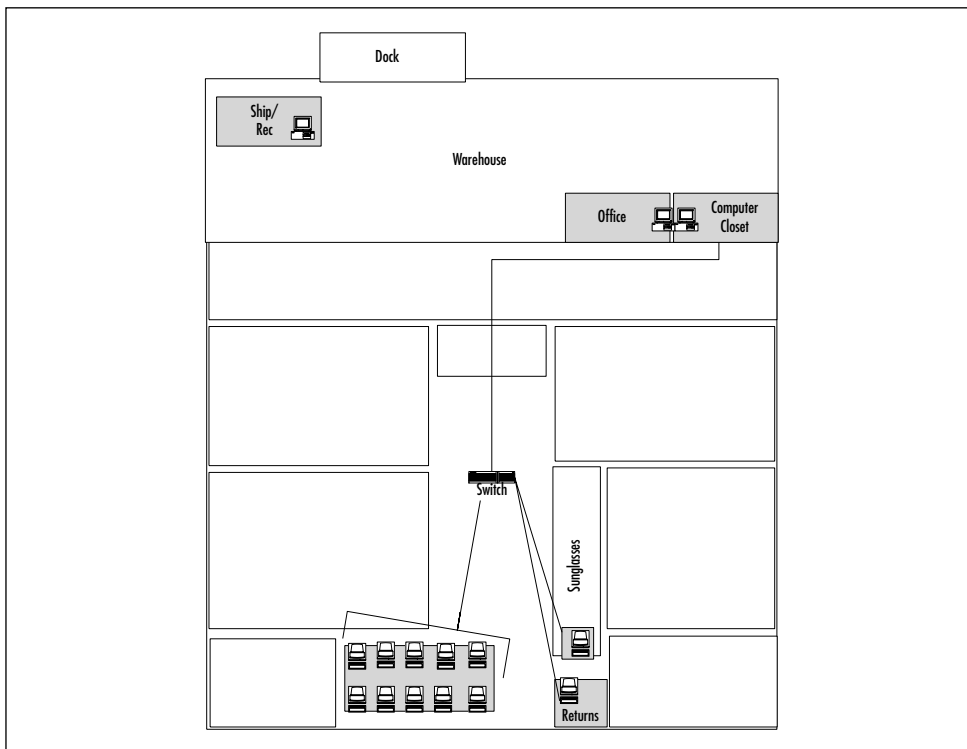 Dock
Ship/
Rec
Warehouse
Office
Computer
Closet
Switch
Sunglasses
Returns